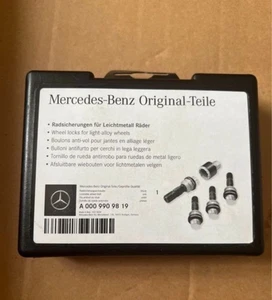 Mercedes-Benz Original-Teile
• Radsicherungen für Leichtmetall Räder
• Wheel locks for light-alloy wheels
• Boulons anti-vol pour jantes en alliage léger
• Bulloni antifurto per cerchi in lega leggera
• Tornillo de rueda antirrobo para ruedas de metal ligero
• Afsluitbare wielbouten voor lichtmetalen velgen
1
A 000 990 98 19